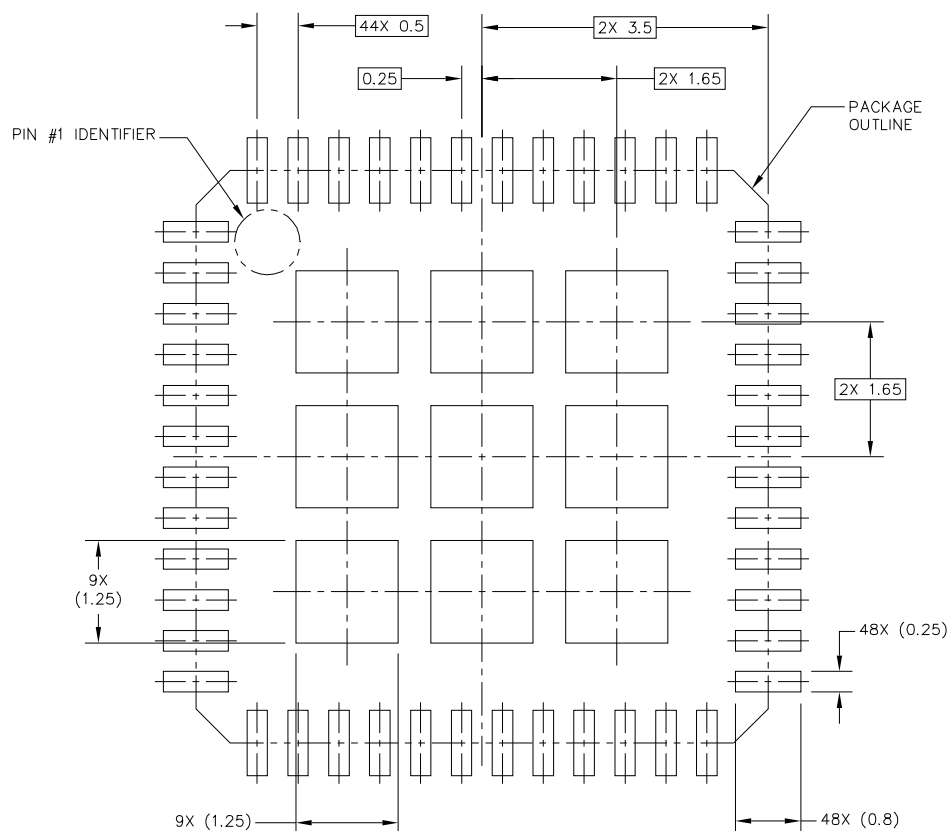 44X 0.5
2X 3.5
0.25
2X 1.65
PIN #1 IDENTIFIER
PACKAGE
OUTLINE
2X 1.65
9X
(1.25)
48X (0.25)
9X (1.25)
48X (0.8)